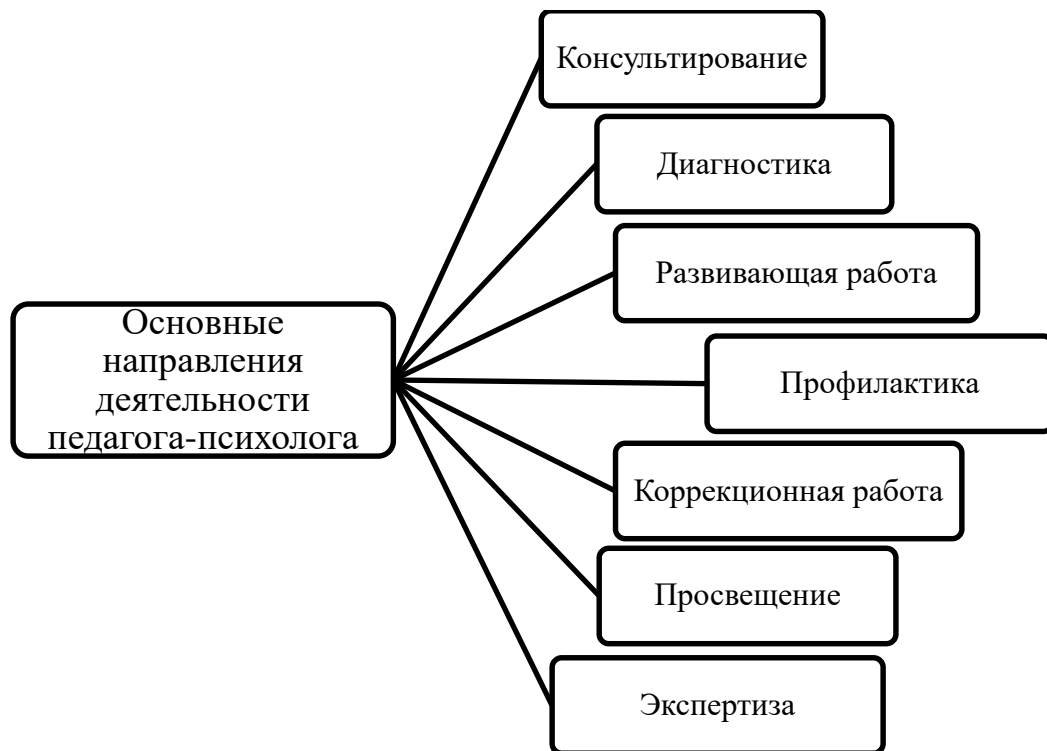 Консультирование
Диагностика
Развивающая работа
Основные
направления
деятельности
педагога-психолога
Профилактика
Коррекционная работа
Просвещение
Экспертиза